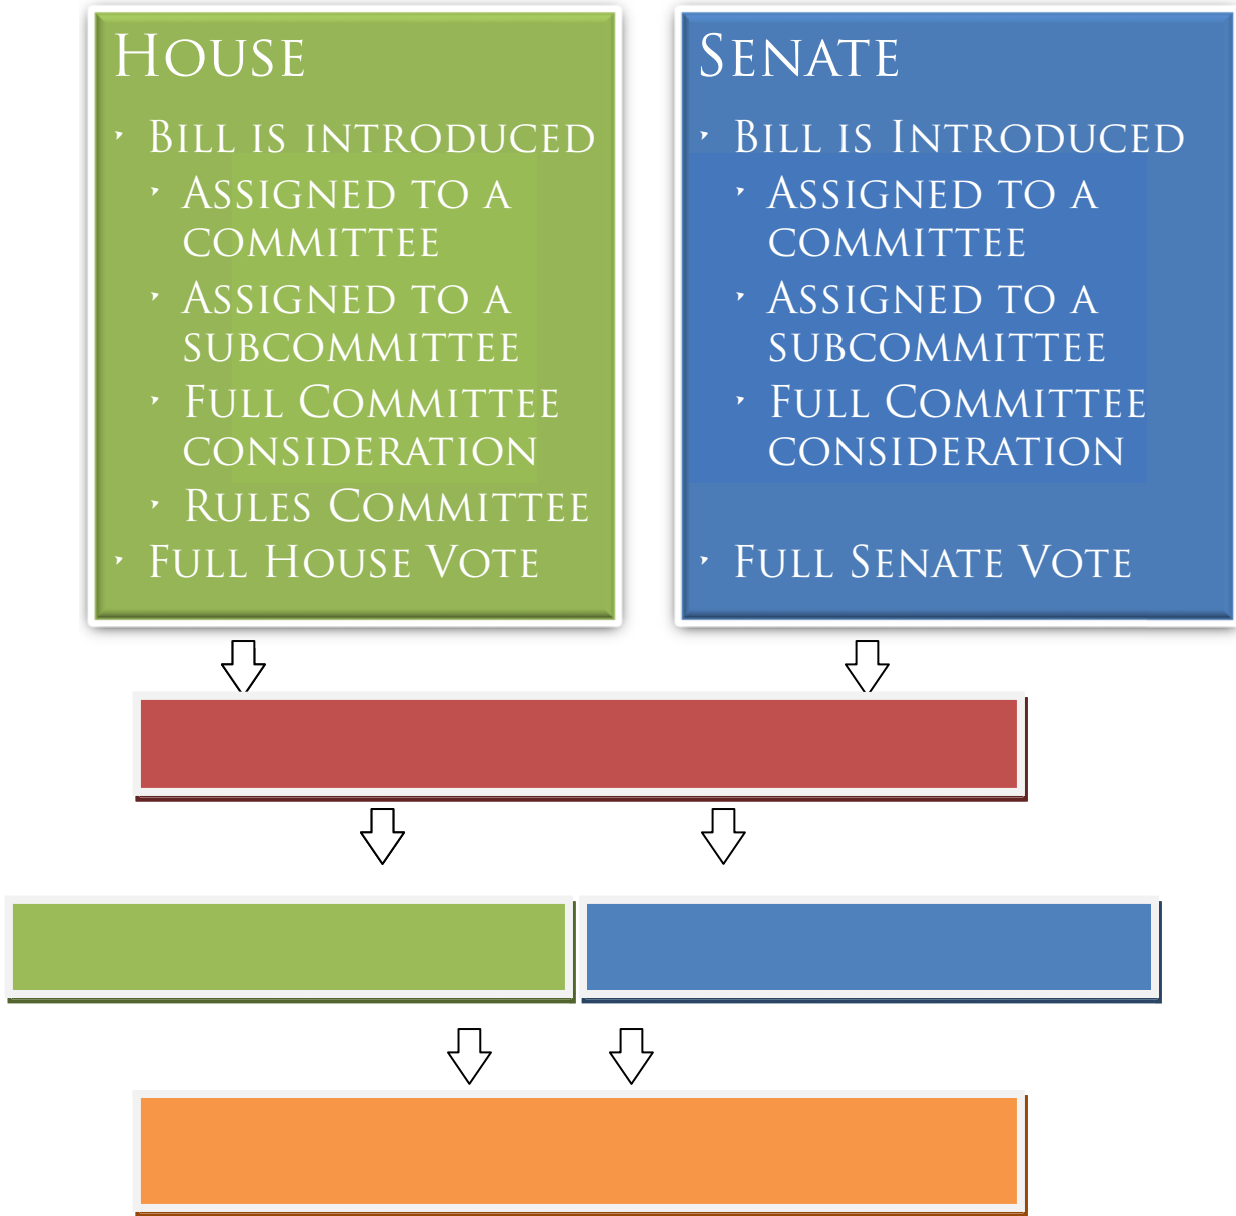 House
‣ Bill is introduced
‣ Assigned to a
committee
‣ Assigned to a
subcommittee
‣ Full Committee
consideration
‣ Rules Committee
‣ Full House Vote
Senate
‣ Bill is Introduced
‣ Assigned to a
committee
‣ Assigned to a
subcommittee
‣ Full Committee
consideration
‣ Full Senate Vote